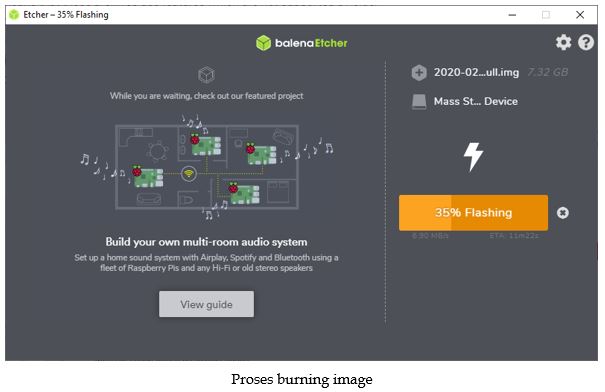 Etcher – 35% Flashing
balenaEtcher
While you are waiting, check out our featured project
Build your own multi-room audio system
Set up a home sound system with Airplay, Spotify and Bluetooth using a
fleet of Raspberry Pis and any Hi-Fi or old stereo speakers
View guide
2020-02...ull.img 7.32 GB
Mass St... Device
35% Flashing
6.90 MB/s ETA: 11m22s
Proses burning image